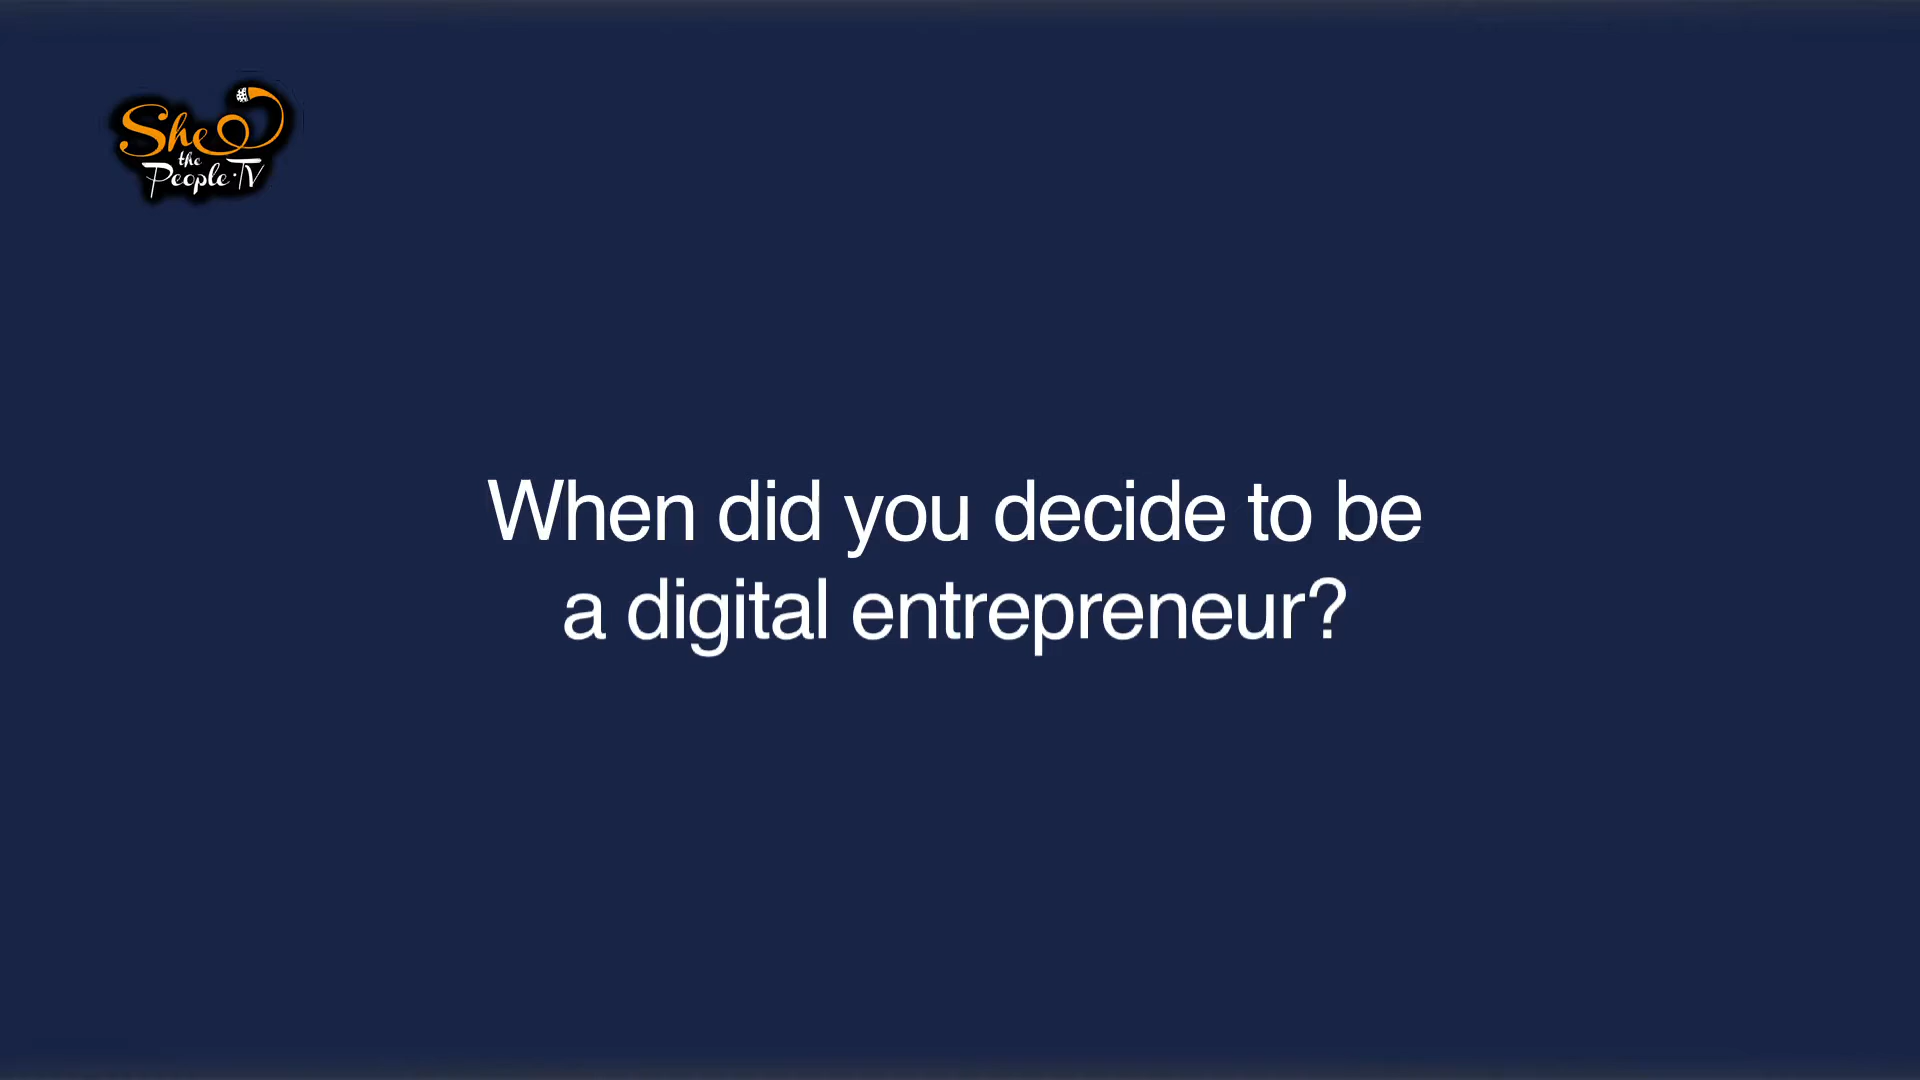 She
the
People·TV
When did you decide to be
a digital entrepreneur?